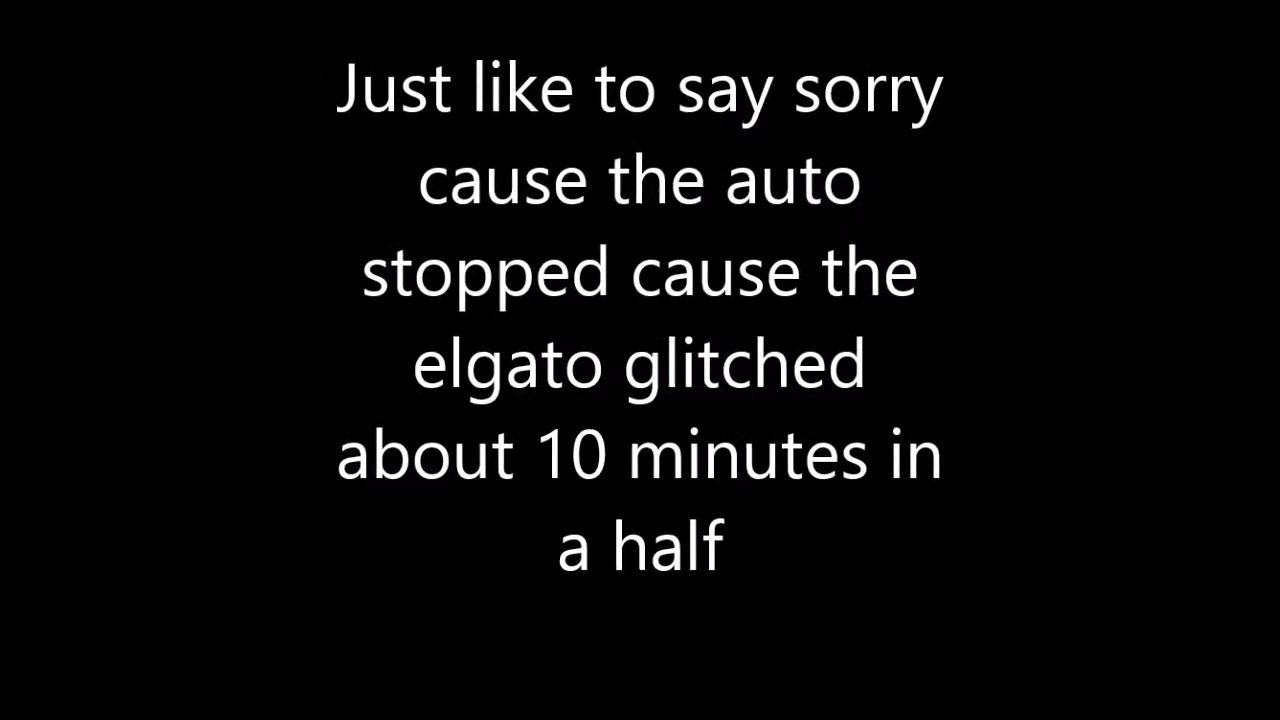 Just like to say sorry
cause the auto
stopped cause the
elgato glitched
about 10 minutes in
a half